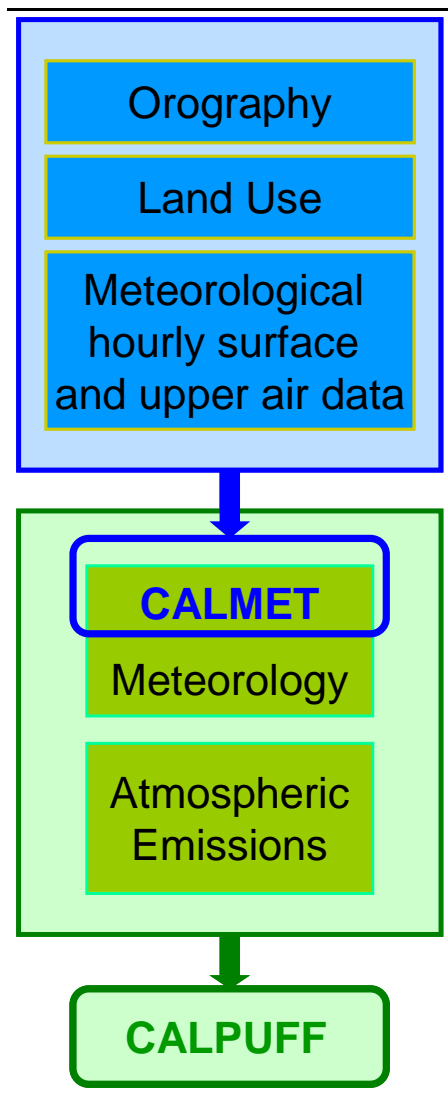 Orography
Land Use
Meteorological
hourly surface
and upper air data
CALMET
Meteorology
Atmospheric
Emissions
CALPUFF